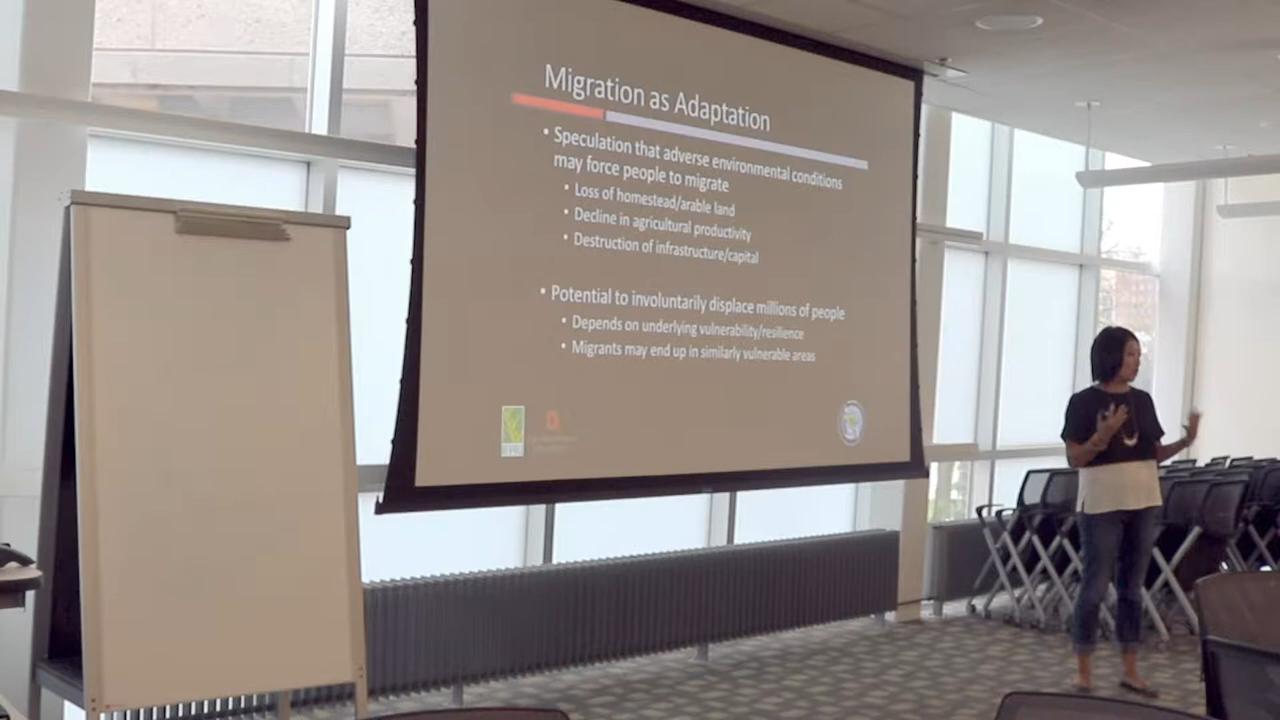 Migration as Adaptation
• Speculation that adverse environmental conditions
may force people to migrate
• Loss of homestead/arable land
• Decline in agricultural productivity
• Destruction of infrastructure/capital
• Potential to involuntarily displace millions of people
• Depends on underlying vulnerability/resilience
• Migrants may end up in similarly vulnerable areas